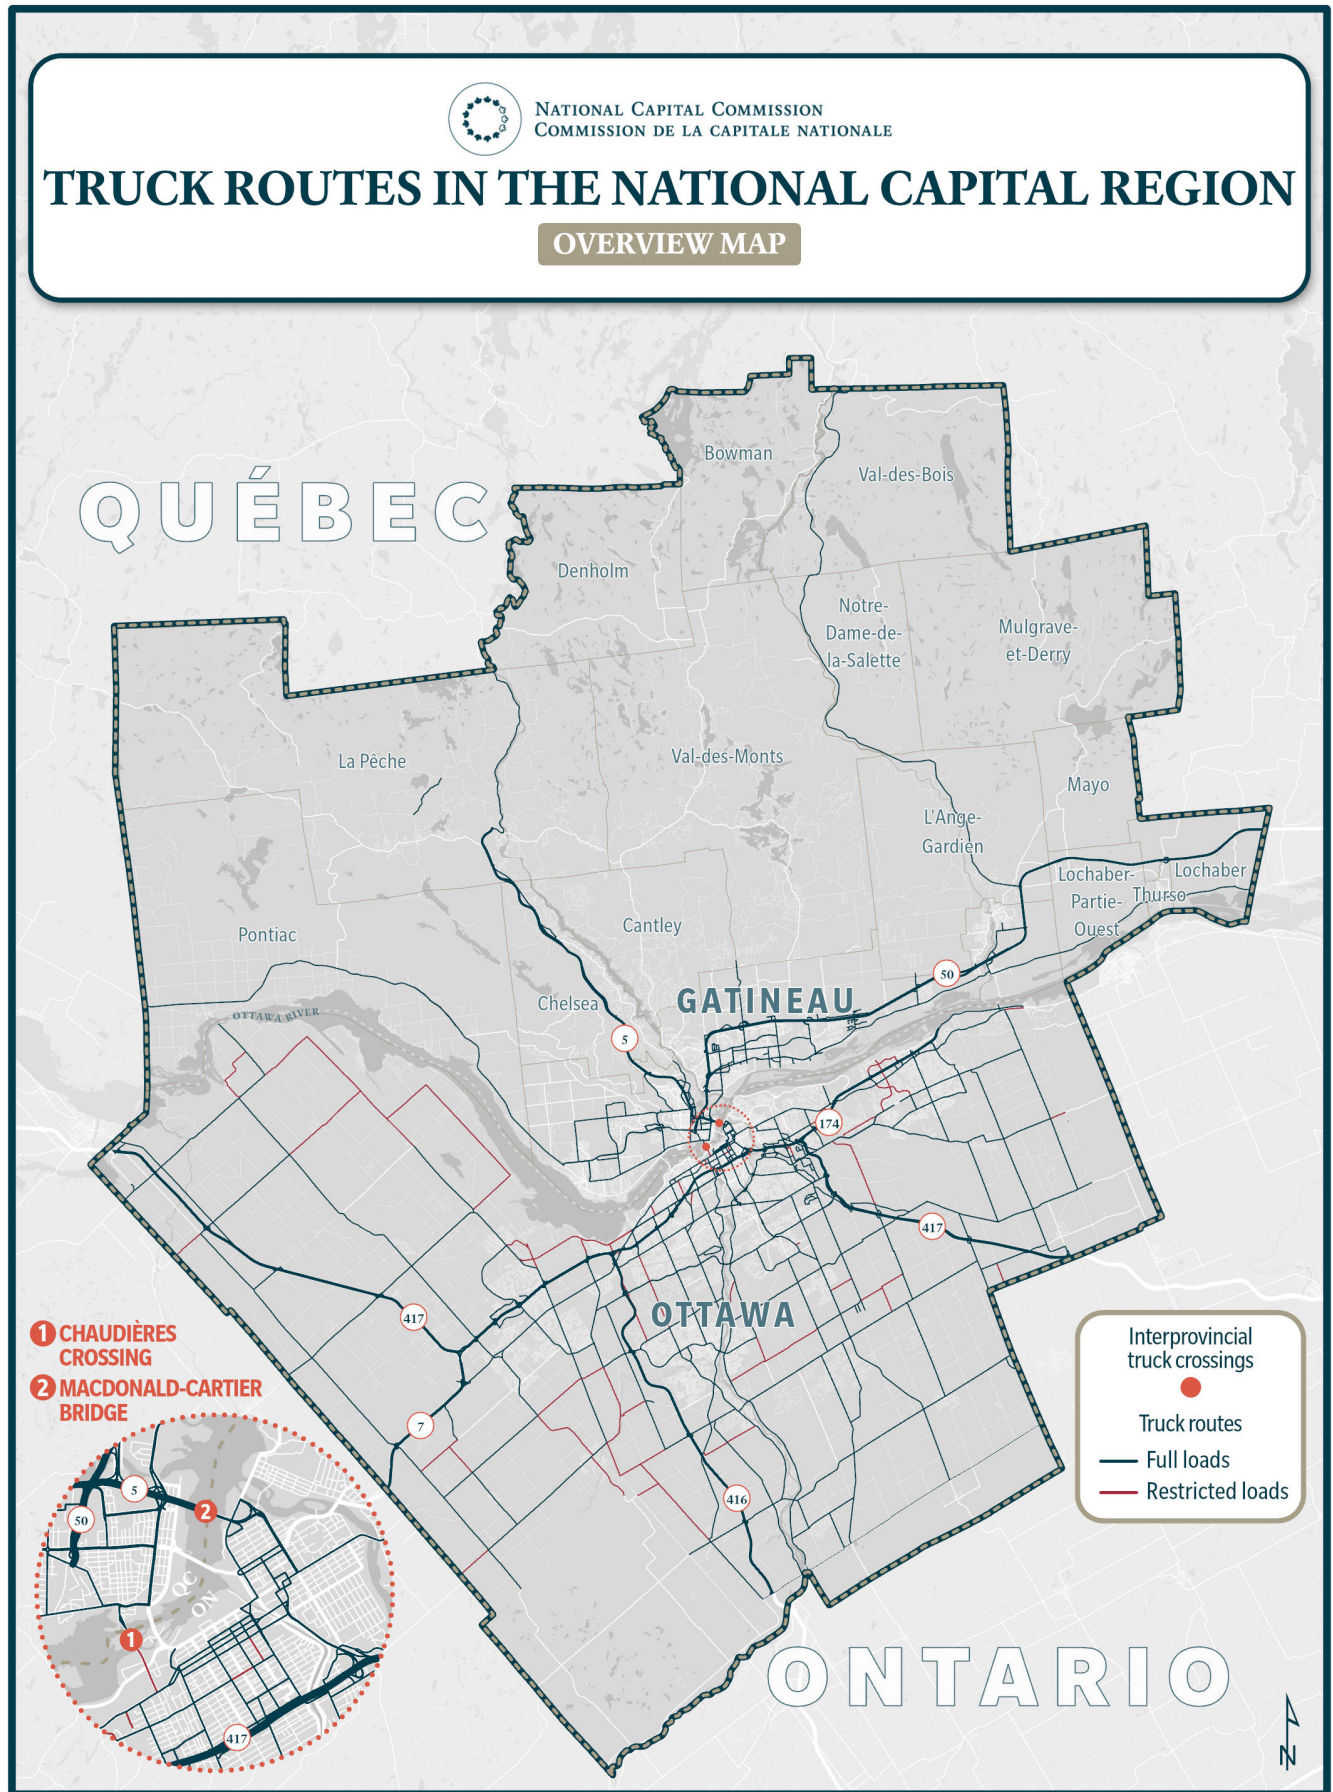 NATIONAL CAPITAL COMMISSION
COMMISSION DE LA CAPITALE NATIONALE
TRUCK ROUTES IN THE NATIONAL CAPITAL REGION
OVERVIEW MAP
QUÉBEC
Bowman
Val-des-Bois
Denholm
Notre-
Dame-de-
la-Salette
Mulgrave-
et-Derry
La Pêche
Val-des-Monts
Mayo
L'Ange-
Gardien
Lochaber-
Partie-
Ouest
Thurso
Lochaber
Cantley
Pontiac
Chelsea
GATINEAU
50
OTTAWA RIVER
5
174
417
OTTAWA
417
7
416
1 CHAUDIÈRES
CROSSING
2 MACDONALD-CARTIER
BRIDGE
5
50
2
QC
ON
1
417
Interprovincial
truck crossings
Truck routes
Full loads
Restricted loads
ONTARIO
N